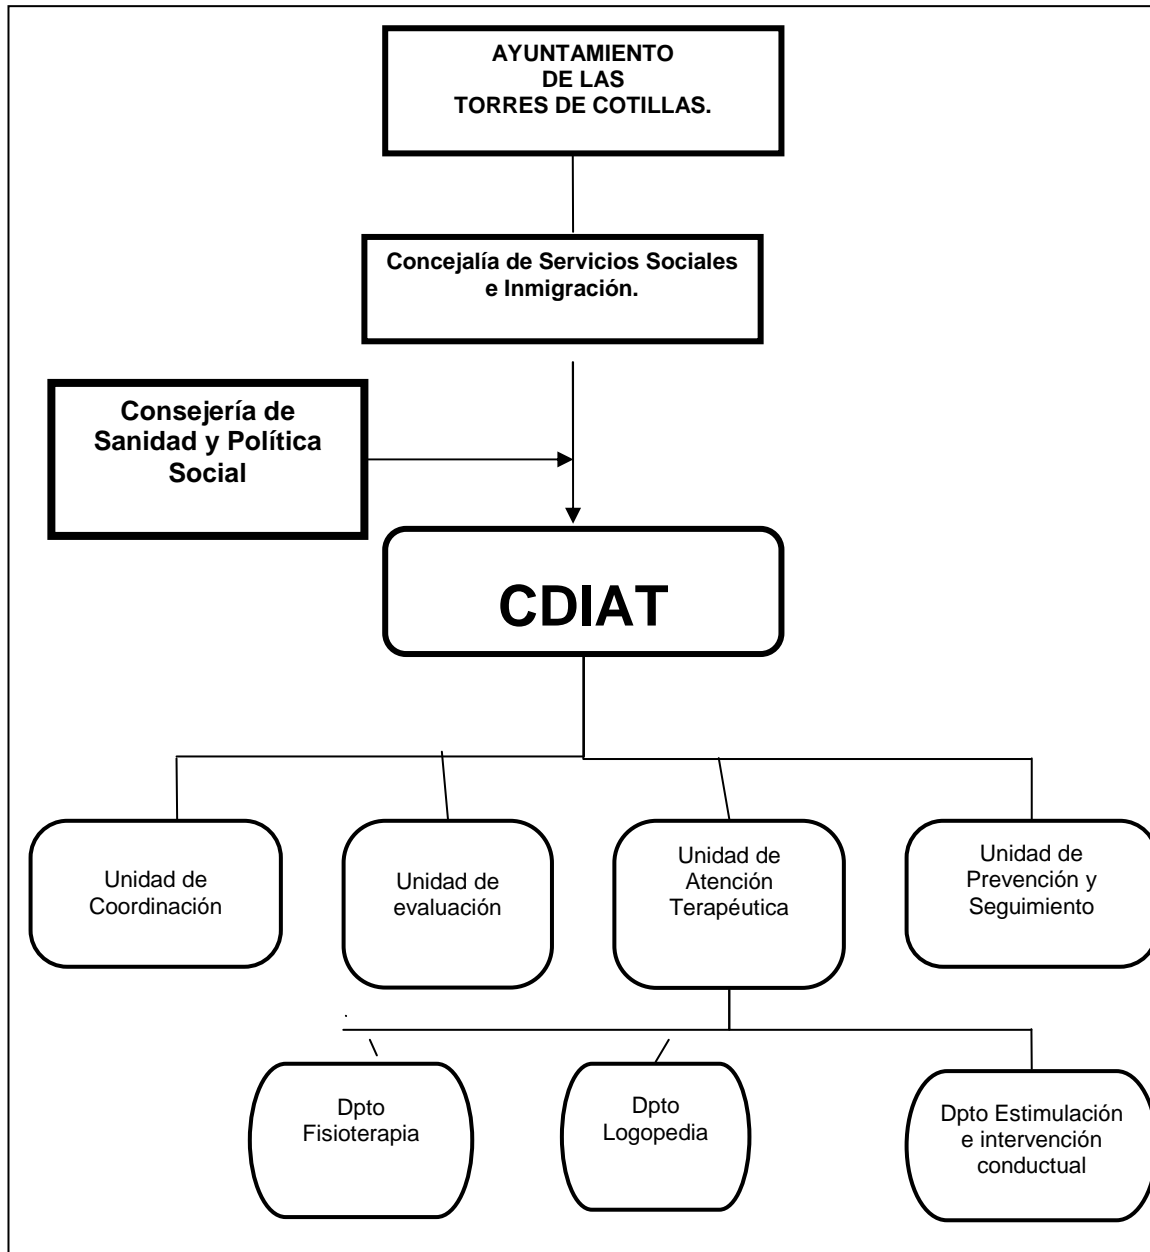 AYUNTAMIENTO
DE LAS
TORRES DE COTILLAS.
Concejalía de Servicios Sociales
e Inmigración.
Consejería de
Sanidad y Política
Social
CDIAT
Unidad de
Coordinación
Unidad de
evaluación
Unidad de
Atención
Terapéutica
Unidad de
Prevención y
Seguimiento
Dpto
Fisioterapia
Dpto
Logopedia
Dpto Estimulación
e intervención
conductual